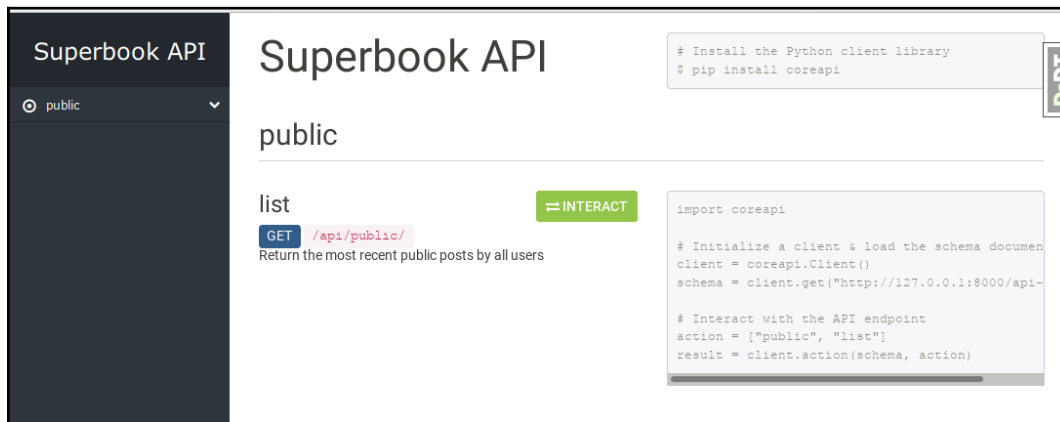 Superbook API
public
Superbook API
# Install the Python client library
$ pip install coreapi
public
list
INTERACT
GET /api/public/
Return the most recent public posts by all users
import coreapi
# Initialize a client & load the schema documen
client = coreapi.Client()
schema = client.get("http://127.0.0.1:8000/api-
# Interact with the API endpoint
action = ["public", "list"]
result = client.action(schema, action)